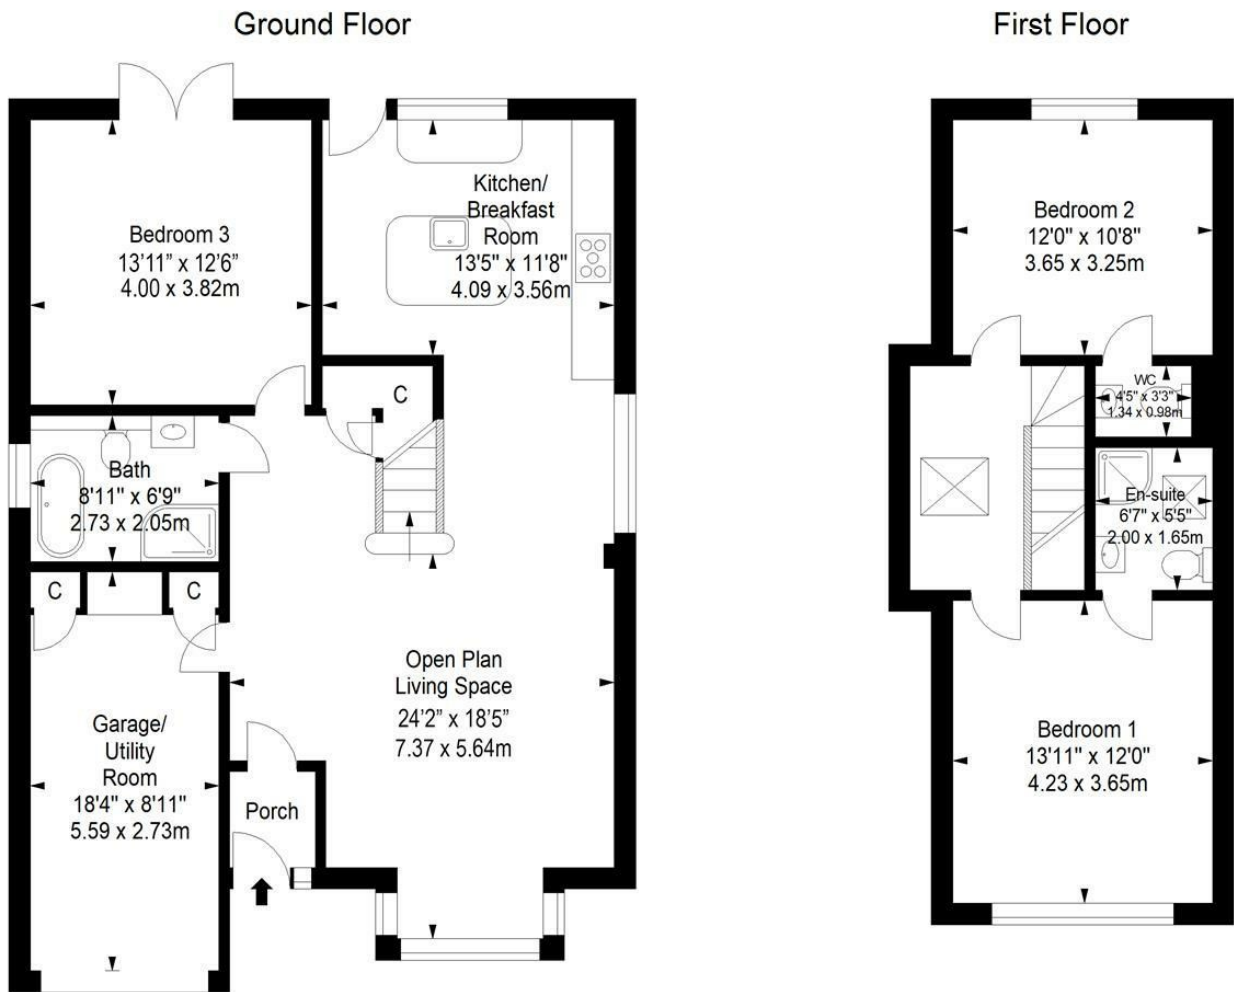 Ground Floor
First Floor
Bedroom 3
13'11" x 12'6"
4.00 x 3.82m
Kitchen/
Breakfast
Room
13'5" x 11'8"
4.09 x 3.56m
C
Bath
8'11" x 6'9"
2.73 x 2.05m
C
C
Open Plan
Living Space
24'2" x 18'5"
7.37 x 5.64m
Garage/
Utility
Room
18'4" x 8'11"
5.59 x 2.73m
Porch
Bedroom 2
12'0" x 10'8"
3.65 x 3.25m
WC
4'5" x 3'3"
1.34 x 0.98m
En-suite
6'7" x 5'5"
2.00 x 1.65m
Bedroom 1
13'11" x 12'0"
4.23 x 3.65m